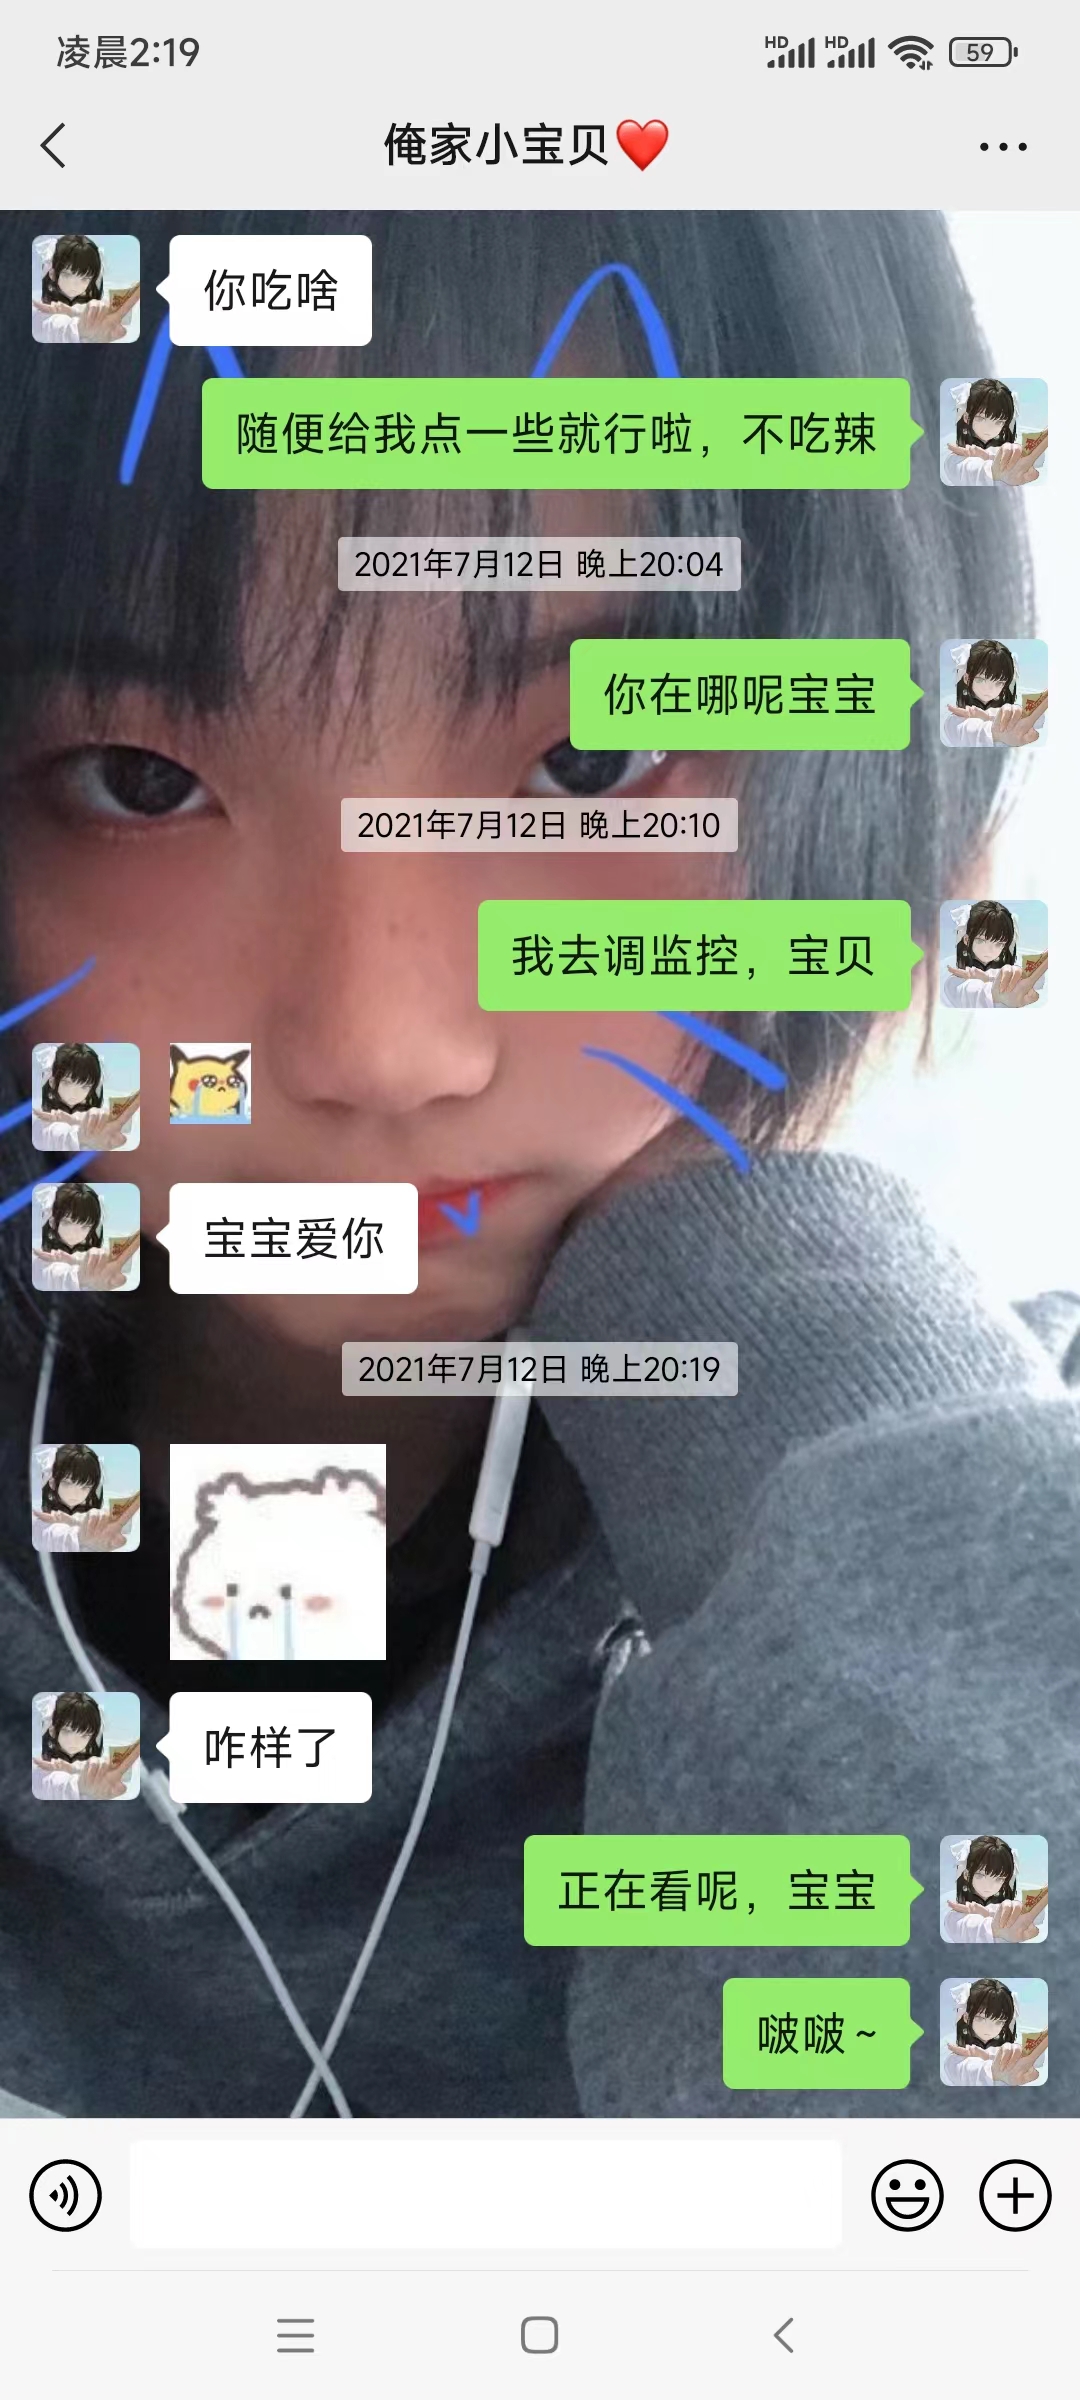 凌晨2:19
HD HD 59
俺家小宝贝❤️
你吃啥
随便给我点一些就行啦，不吃辣
2021年7月12日 晚上20:04
你在哪呢宝宝
2021年7月12日 晚上20:10
我去调监控，宝贝
宝宝爱你
2021年7月12日 晚上20:19
咋样了
正在看呢，宝宝
啵啵~